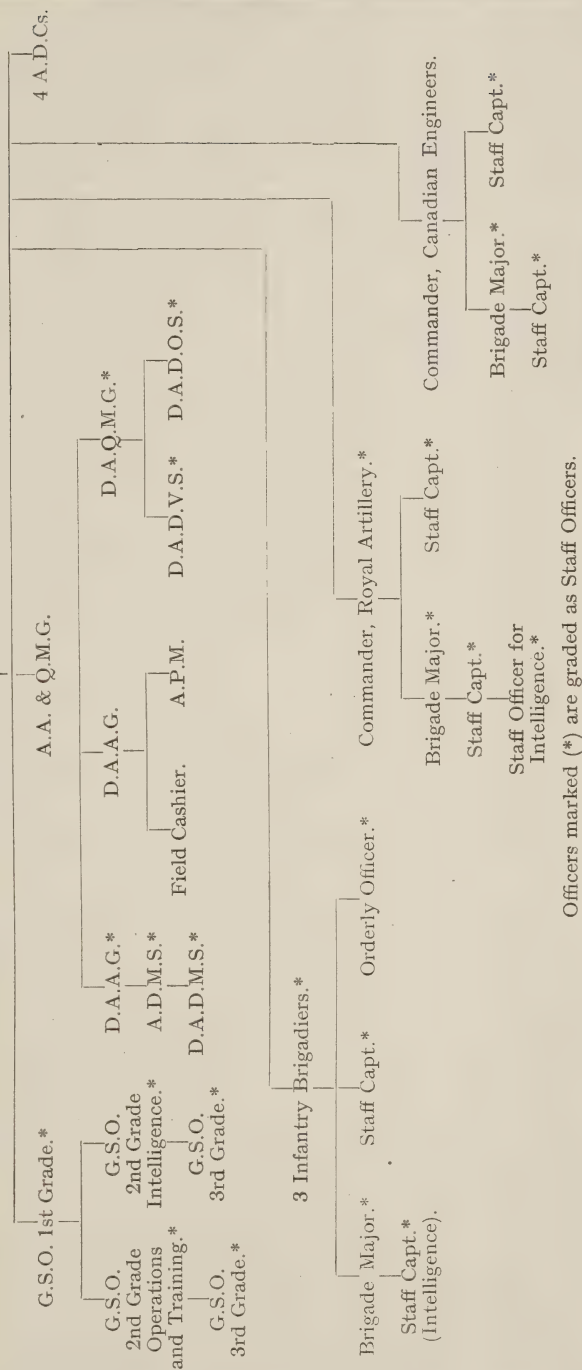 4 A.D.Cs.
A.A. & Q.M.G.
G.S.O. 1st Grade.*
D.A.A.G.*
A.D.M.S.*
D.A.D.M.S.*
D.A.A.G.
D.A.Q.M.G.*
Field Cashier.
A.P.M.
D.A.D.V.S.*
D.A.D.O.S.*
G.S.O.
2nd Grade
Operations
and Training.*
G.S.O.
3rd Grade.*
G.S.O.
2nd Grade
Intelligence.*
G.S.O.
3rd Grade.*
3 Infantry Brigadiers.*
Brigade Major.*
Staff Capt.*
(Intelligence).
Staff Capt.*
Orderly Officer.*
Commander, Royal Artillery.*
Brigade Major.*
Staff Capt.*
Staff Officer for
Intelligence.*
Staff Capt.*
Commander, Canadian Engineers.
Brigade Major.*
Staff Capt.*
Staff Capt.*
Officers marked (*) are graded as Staff Officers.